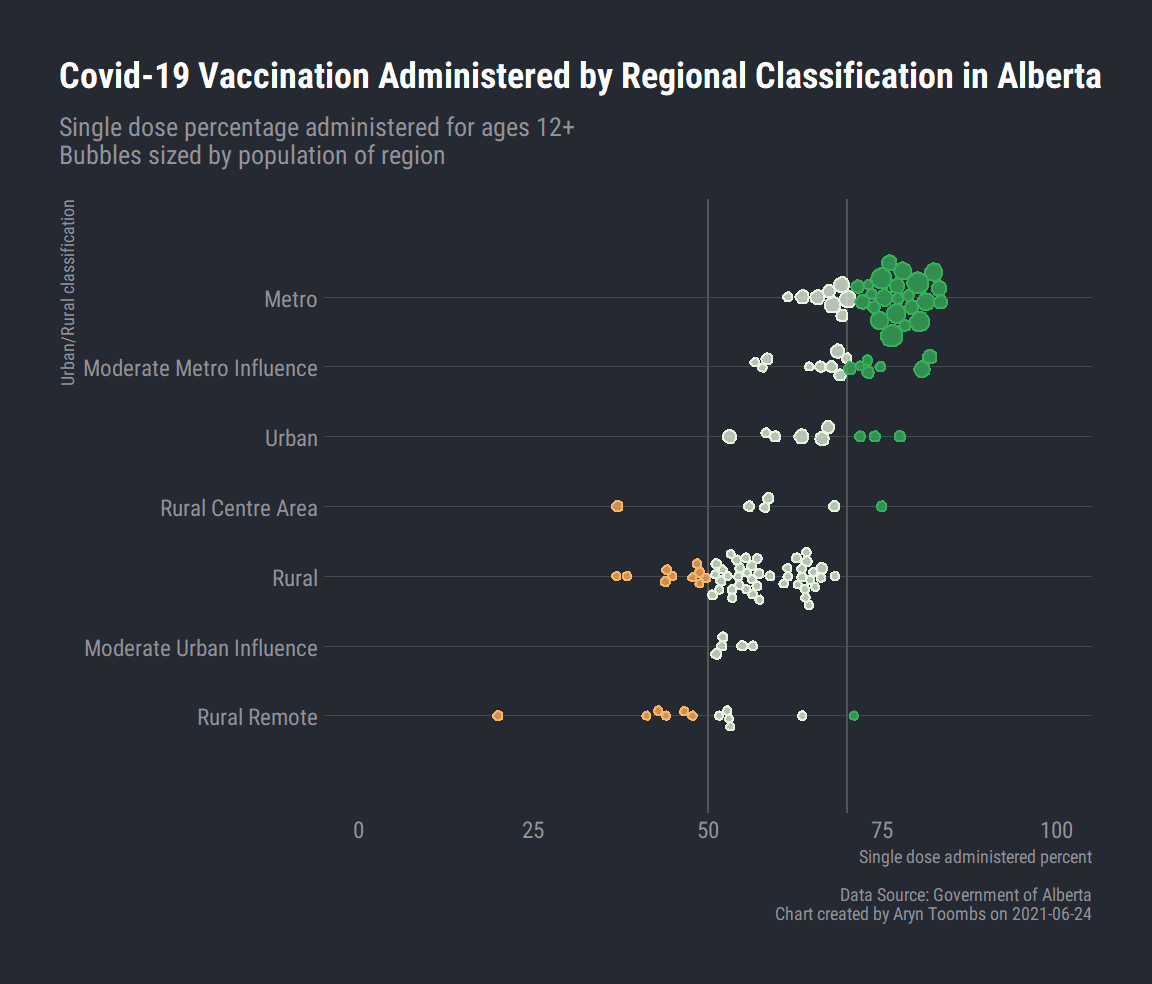 Covid-19 Vaccination Administered by Regional Classification in Alberta
Single dose percentage administered for ages 12+
Bubbles sized by population of region
Urban/Rural classification
Metro
Moderate Metro Influence
Urban
Rural Centre Area
Rural
Moderate Urban Influence
Rural Remote
0 25 50 75 100
Single dose administered percent
Data Source: Government of Alberta
Chart created by Aryn Toombs on 2021-06-24